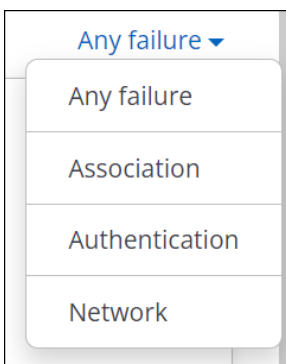 Any failure
Any failure
Association
Authentication
Network